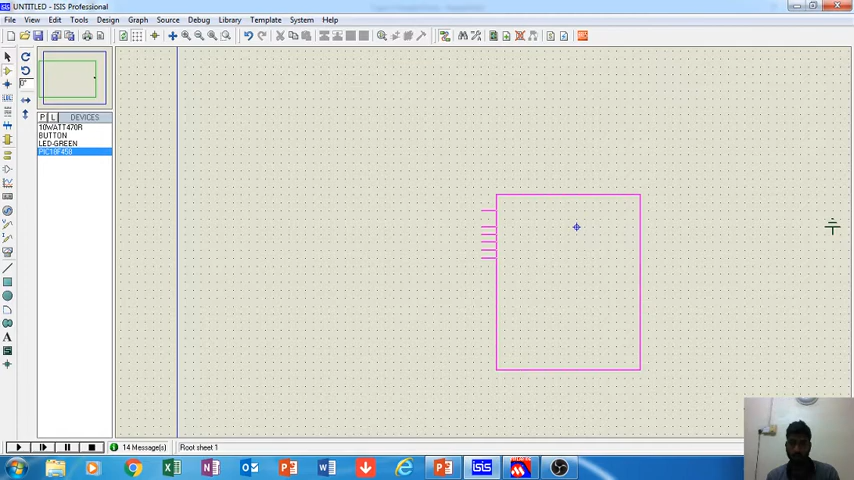 UNTITLED - ISIS Professional
File View Edit Tools Design Graph Source Debug Library Template System Help
P L DEVICES
10WATT470R
BUTTON
LED-GREEN
PIC18F458
14 Message(s) Root sheet 1